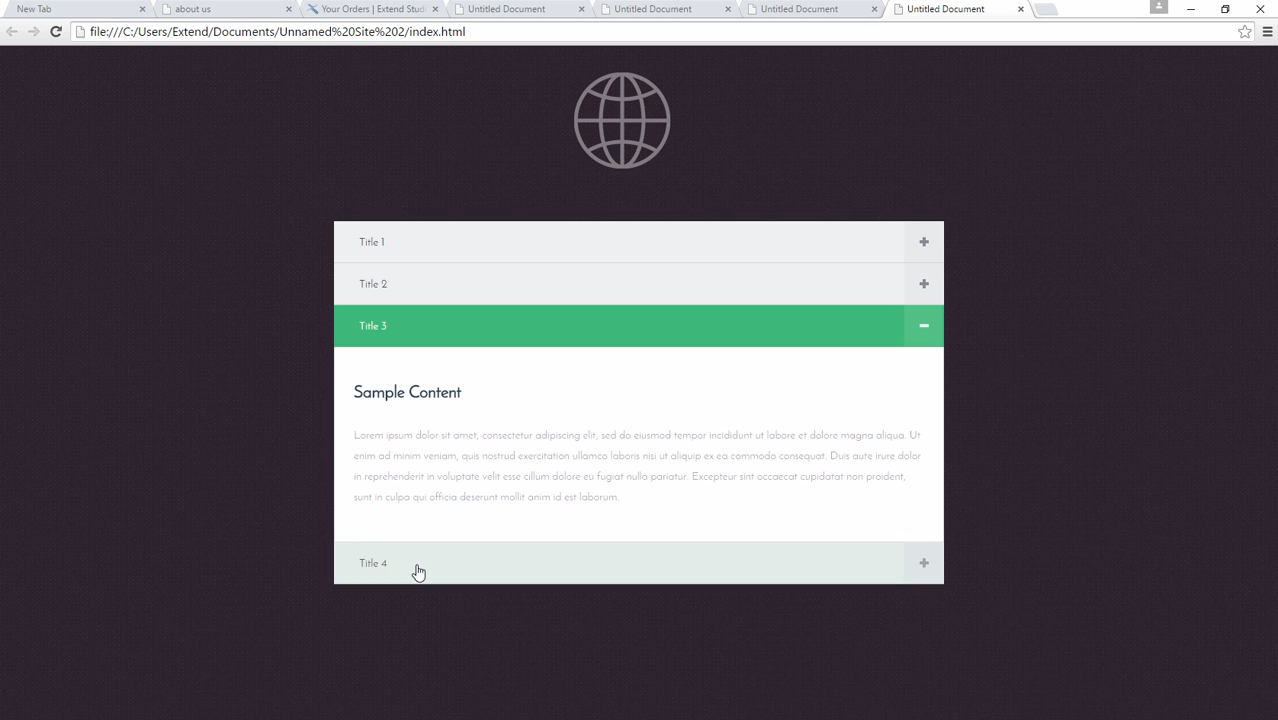 New Tab
about us
Your Orders | Extend Stud
Untitled Document
Untitled Document
Untitled Document
Untitled Document
file:///C:/Users/Extend/Documents/Unnamed%20Site%202/index.html
Title 1
Title 2
Title 3
Sample Content
Lorem ipsum dolor sit amet, consectetur adipiscing elit, sed do eiusmod tempor incididunt ut labore et dolore magna aliqua. Ut
enim ad minim veniam, quis nostrud exercitation ullamco laboris nisi ut aliquip ex ea commodo consequat. Duis aute irure dolor
in reprehenderit in voluptate velit esse cillum dolore eu fugiat nulla pariatur. Excepteur sint occaecat cupidatat non proident,
sunt in culpa qui officia deserunt mollit anim id est laborum.
Title 4